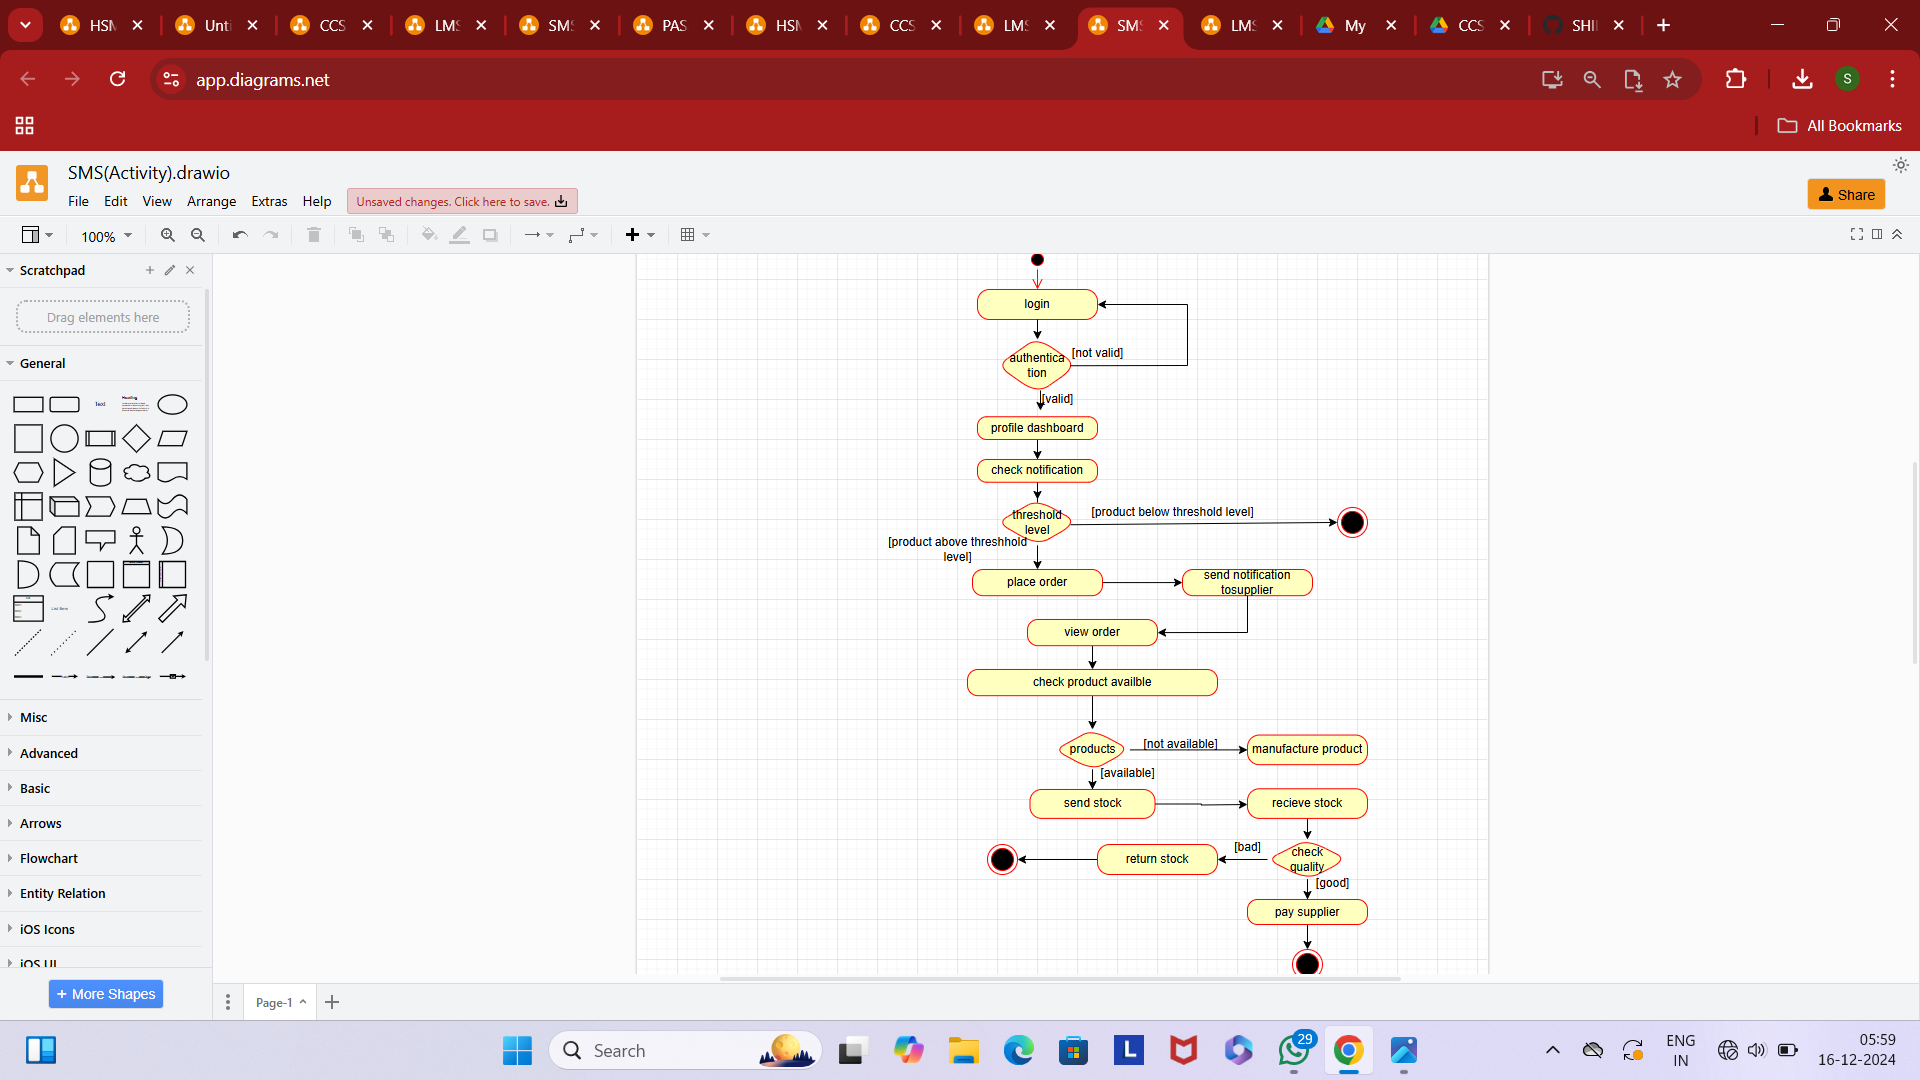 HSM
Unti
CCS
LMS
SMS
PAS
HSM
CCS
LMS
SMS
LMS
My
CCS
SHI
app.diagrams.net
S
All Bookmarks
SMS(Activity).drawio
File Edit View Arrange Extras Help
Unsaved changes. Click here to save.
Share
100%
Scratchpad
Drag elements here
General
Text
Heading
List Item
Misc
Advanced
Basic
Arrows
Flowchart
Entity Relation
iOS Icons
iOS UI
+ More Shapes
login
authentica
tion
[not valid]
[valid]
profile dashboard
check notification
threshold
level
[product below threshold level]
[product above threshhold
level]
place order
send notification
tosupplier
view order
check product availble
products
[not available]
manufacture product
[available]
send stock
recieve stock
return stock
[bad]
check
quality
[good]
pay supplier
Page-1
Search
L
29
ENG
IN
05:59
16-12-2024